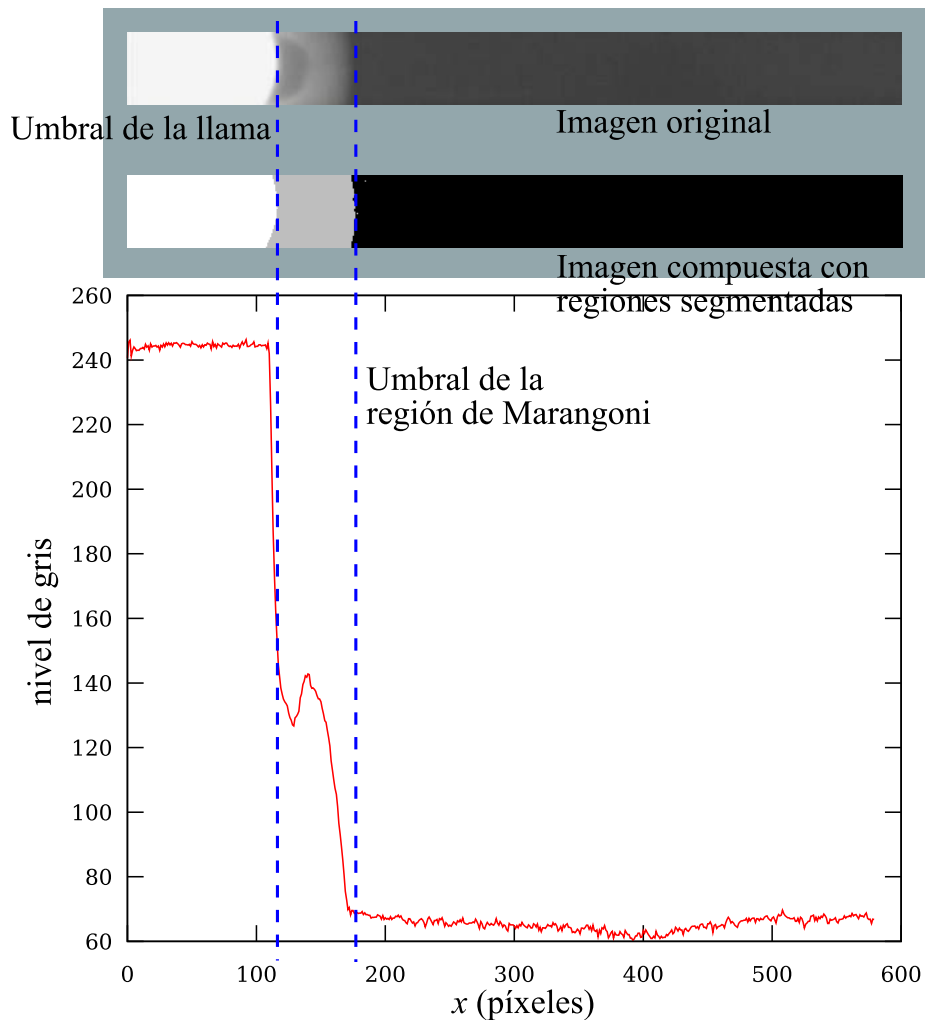 Umbral de la llama
Imagen original
Imagen compuesta con
regiones segmentadas
260
240
220
200
180
160
140
120
100
80
60
nivel de gris
Umbral de la
región de Marangoni
0 100 200 300 400 500 600
x (píxeles)